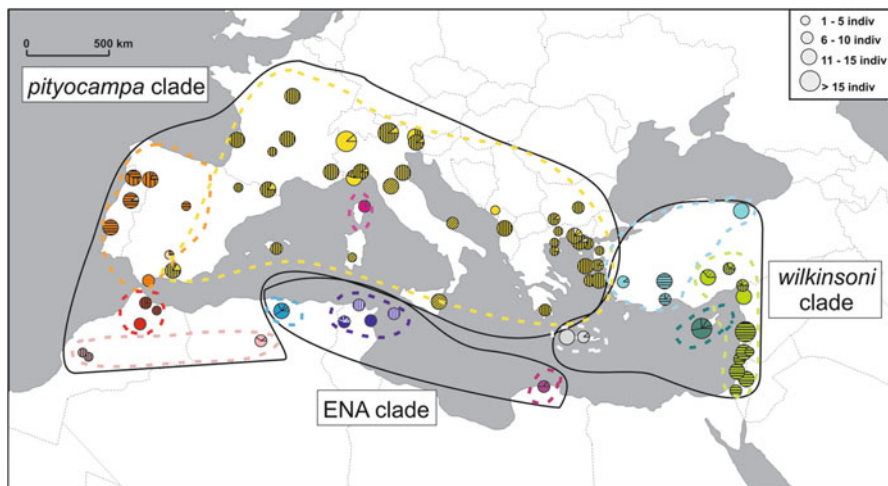 0 500 km
pityocampa clade
1 - 5 indiv
6 - 10 indiv
11 - 15 indiv
> 15 indiv
wilkinsoni
clade
ENA clade